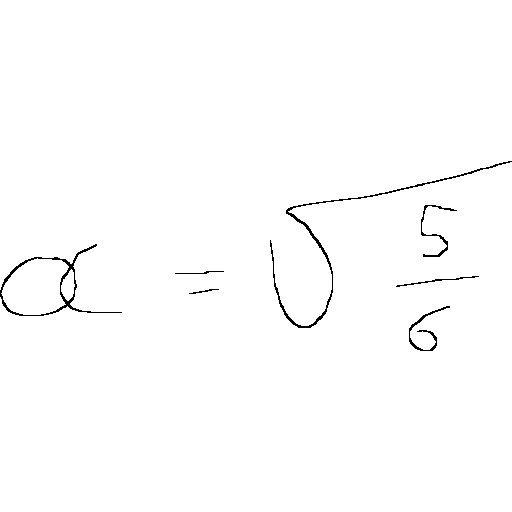 α = √(5/6)